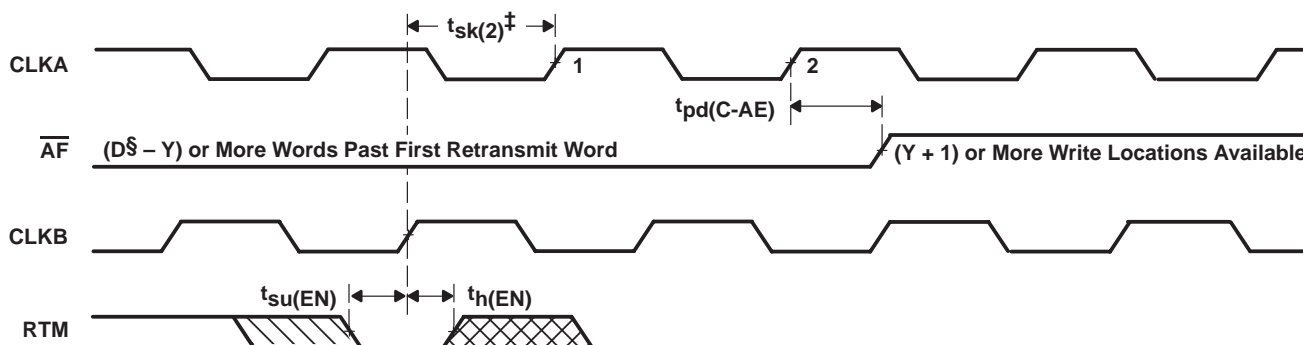 tsk(2)‡
CLKA
1
2
tpd(C-AE)
AF
(D§ – Y) or More Words Past First Retransmit Word
(Y + 1) or More Write Locations Available
CLKB
tsu(EN)
th(EN)
RTM